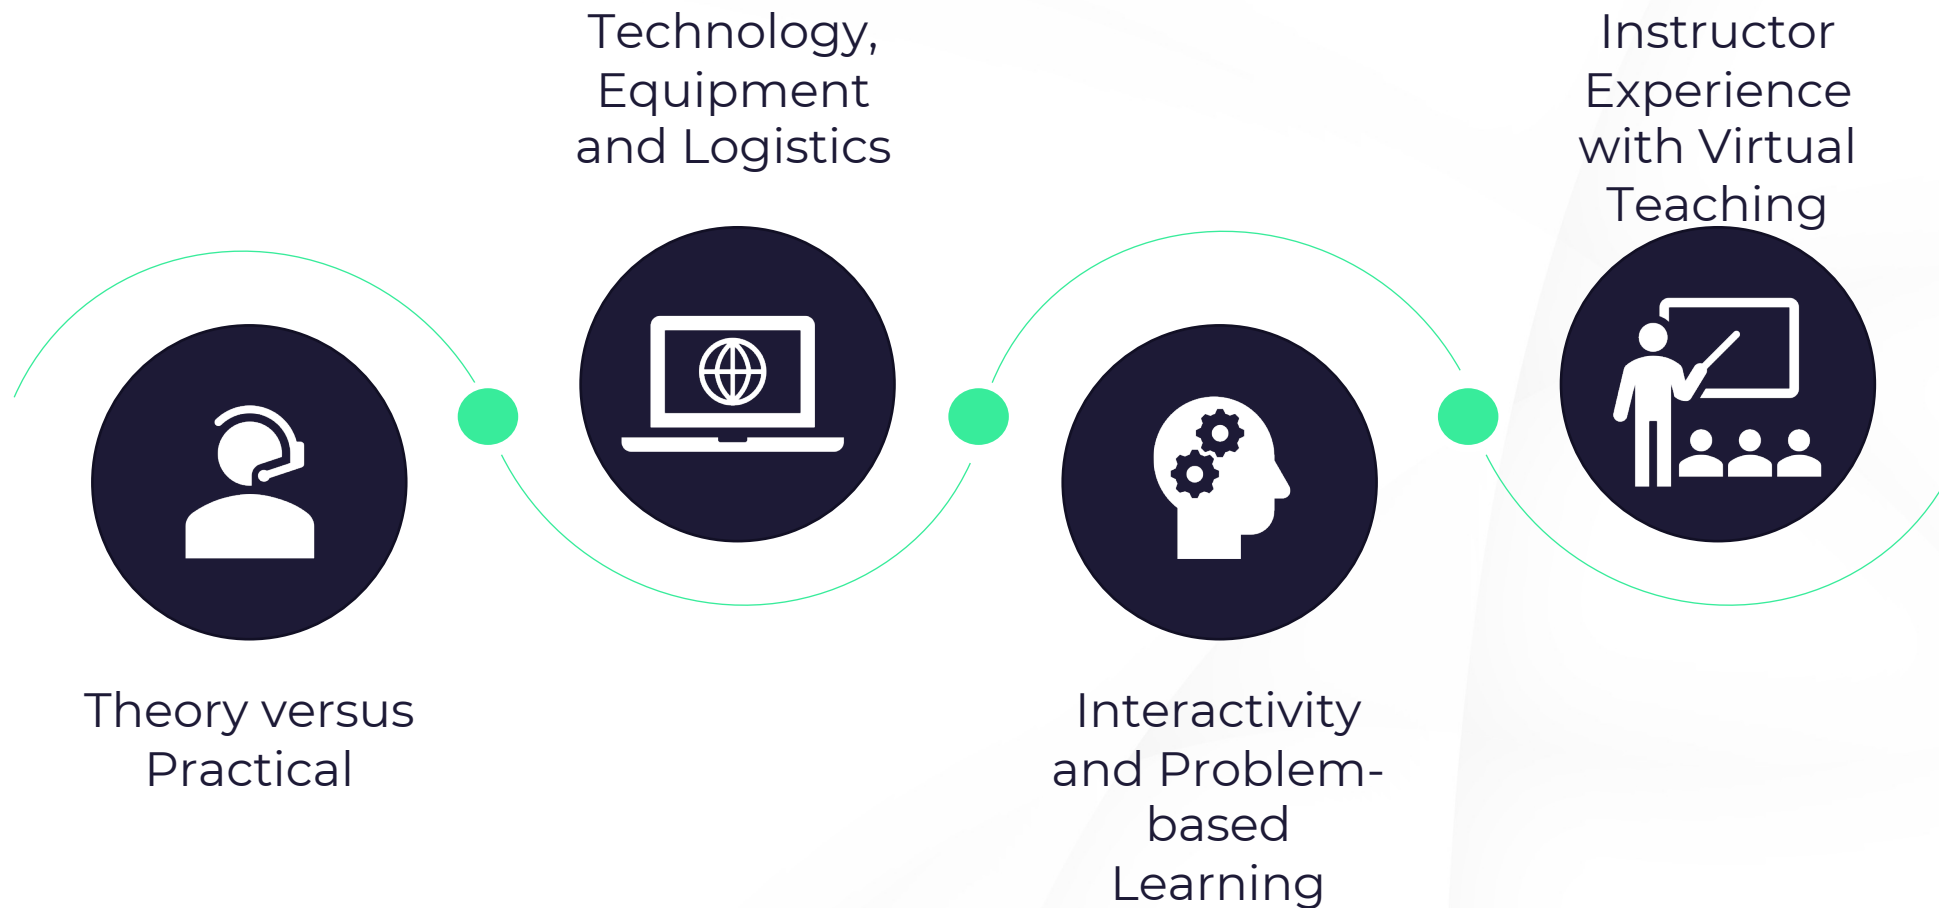 Theory versus
Practical
Technology,
Equipment
and Logistics
Interactivity
and Problem-
based
Learning
Instructor
Experience
with Virtual
Teaching